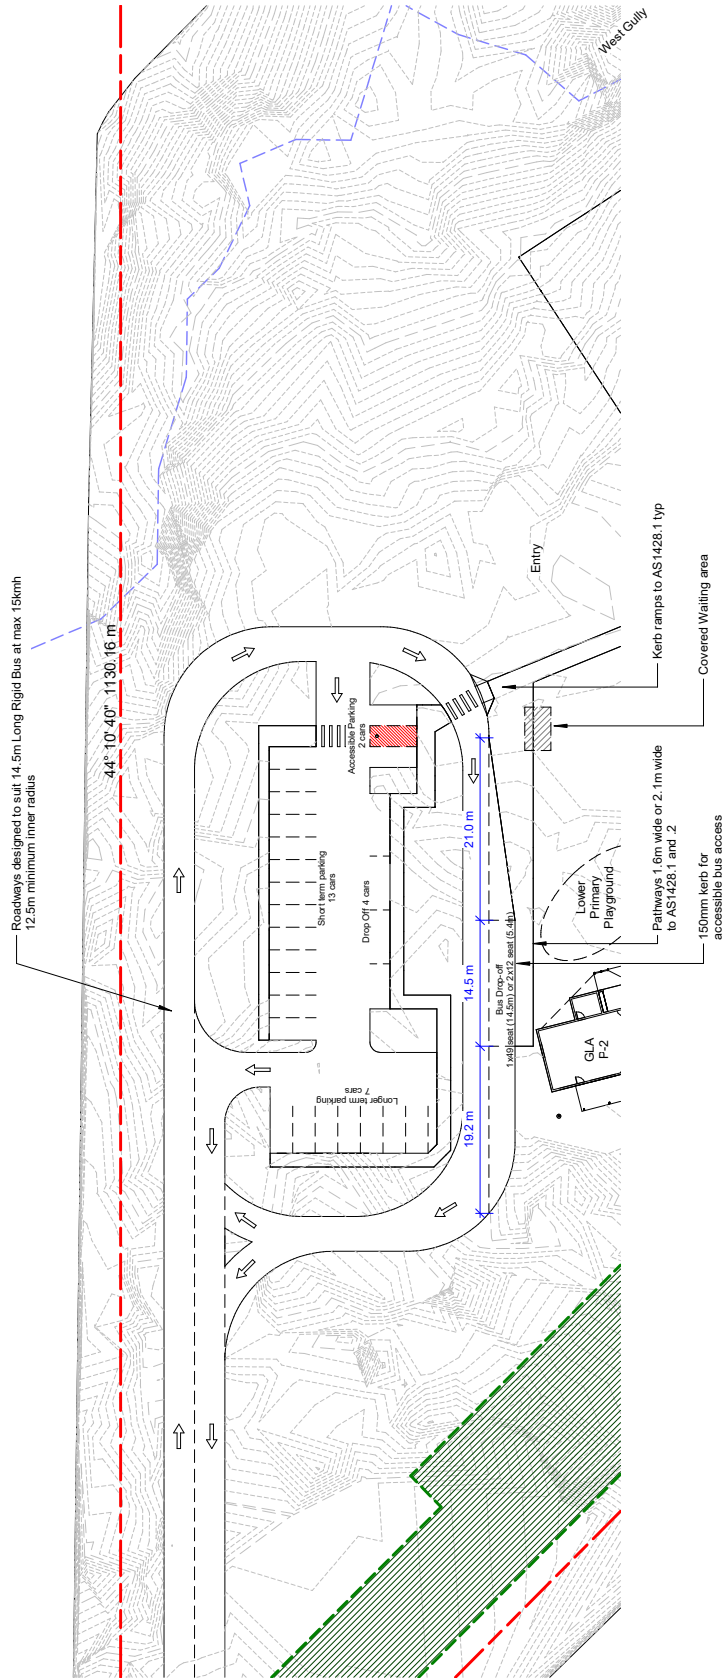 West Gully
Roadways designed to suit 14.5m Long Rigid Bus at max 15kmh
12.5m minimum inner radius
44° 10' 40" 1130.16 m
Entry
Kerb ramps to AS1428.1 typ
Covered Waiting area
Accessible Parking
2 cars
Short term parking
13 cars
Drop Off 4 cars
Longer term parking
7 cars
21.0 m
14.5 m
19.2 m
Bus Drop-off
1x49 seat (14.5m) or 2x12 seat (5.4m)
Lower
Primary
Playground
Pathways 1.6m wide or 2.1m wide
to AS1428.1 and .2
150mm kerb for
accessible bus access
GLA
P-2